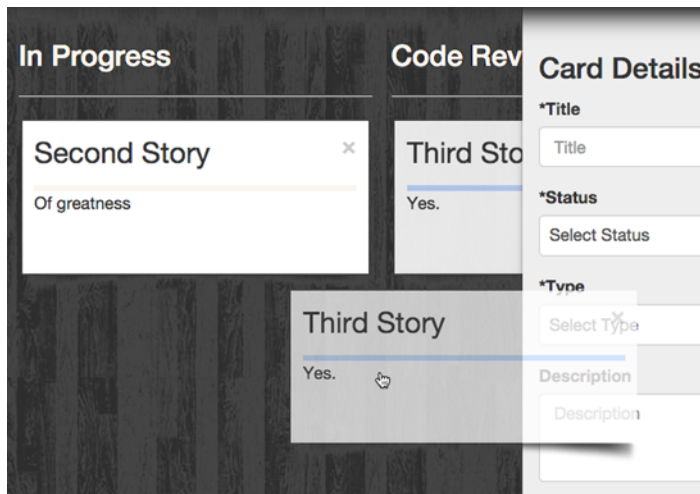 In Progress
Second Story
×
Of greatness
Code Rev
Third Sto
Yes.
Third Story
×
Yes.
Card Details
*Title
Title
*Status
Select Status
*Type
Select Type
Description
Description